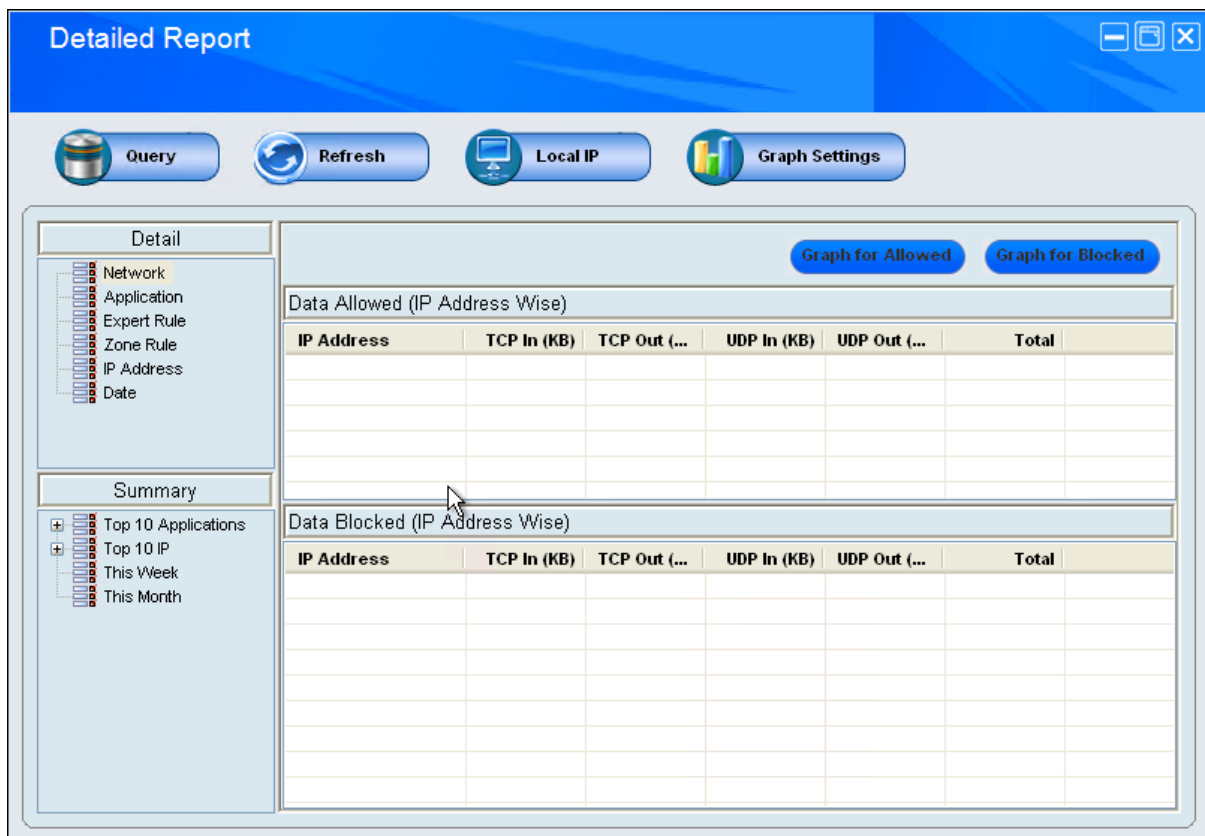 Detailed Report
Query
Refresh
Local IP
Graph Settings
Detail
Network
Application
Expert Rule
Zone Rule
IP Address
Date
Summary
Top 10 Applications
Top 10 IP
This Week
This Month
Graph for Allowed
Graph for Blocked
Data Allowed (IP Address Wise)
IP Address TCP In (KB) TCP Out (... UDP In (KB) UDP Out (... Total
Data Blocked (IP Address Wise)
IP Address TCP In (KB) TCP Out (... UDP In (KB) UDP Out (... Total